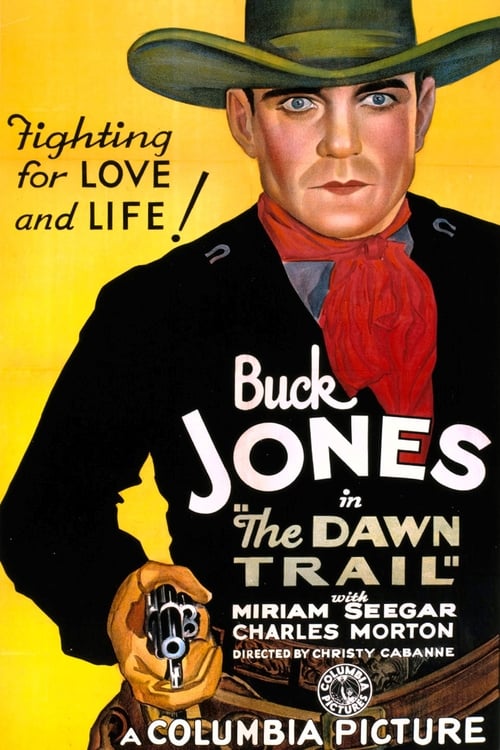 Fighting
for LOVE
and LIFE!
Buck
JONES
in
"The DAWN
TRAIL"
with
MIRIAM SEEGAR
CHARLES MORTON
DIRECTED BY CHRISTY CABANNE
COLUMBIA
PICTURES
A COLUMBIA PICTURE